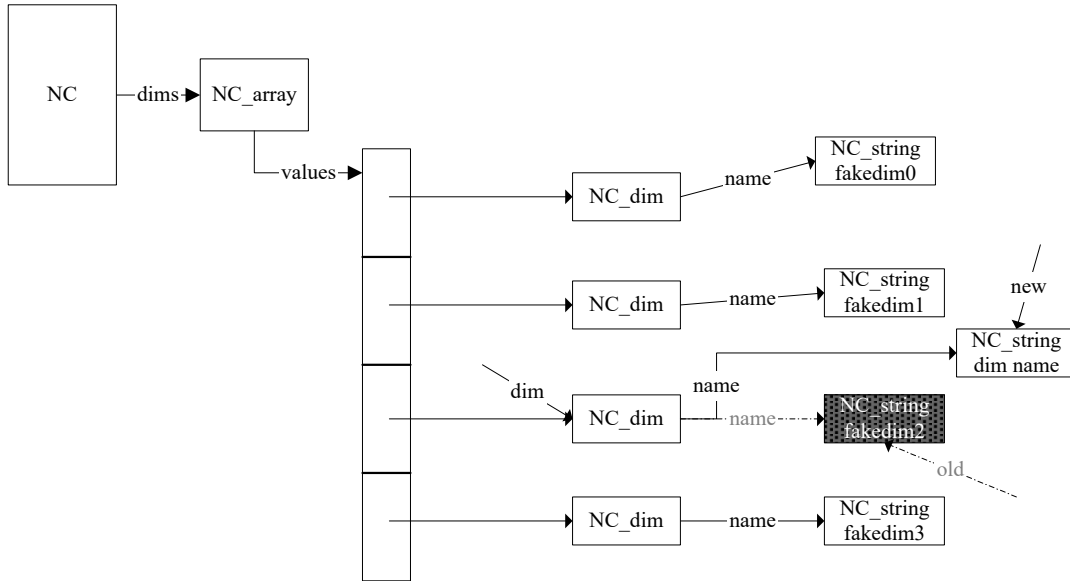 NC
dims
NC_array
values
NC_dim
name
NC_string
fakedim0
NC_dim
name
NC_string
fakedim1
new
NC_string
dim name
dim
NC_dim
name
name
NC_string
fakedim2
old
NC_dim
name
NC_string
fakedim3